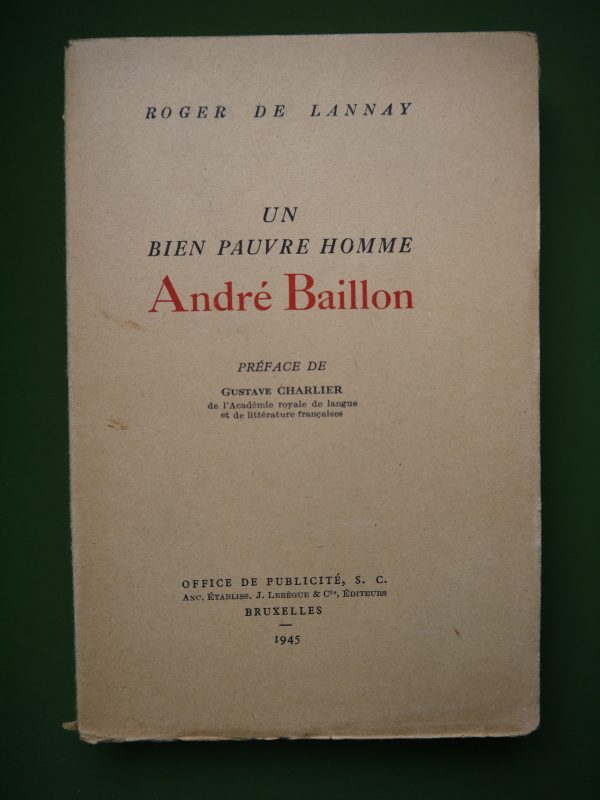 ROGER DE LANNAY
UN
BIEN PAUVRE HOMME
André Baillon
PRÉFACE DE
GUSTAVE CHARLIER
de l'Académie royale de langue
et de littérature françaises
OFFICE DE PUBLICITÉ, S. C.
ANC. ÉTABLISS. J. LEBÈGUE & Cie, ÉDITEURS
BRUXELLES
—
1945